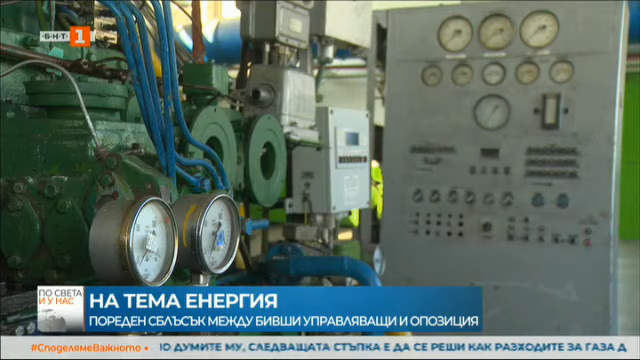 БНТ 1
ПО СВЕТА
И У НАС
НА ТЕМА ЕНЕРГИЯ
ПОРЕДЕН СБЛЪСЪК МЕЖДУ БИВШИ УПРАВЛЯВАЩИ И ОПОЗИЦИЯ
#СподелямеВажното • ПО ДУМИТЕ МУ, СЛЕДВАЩАТА СТЪПКА Е ДА СЕ РЕШИ КАК РАЗХОДИТЕ ЗА ГАЗА Д